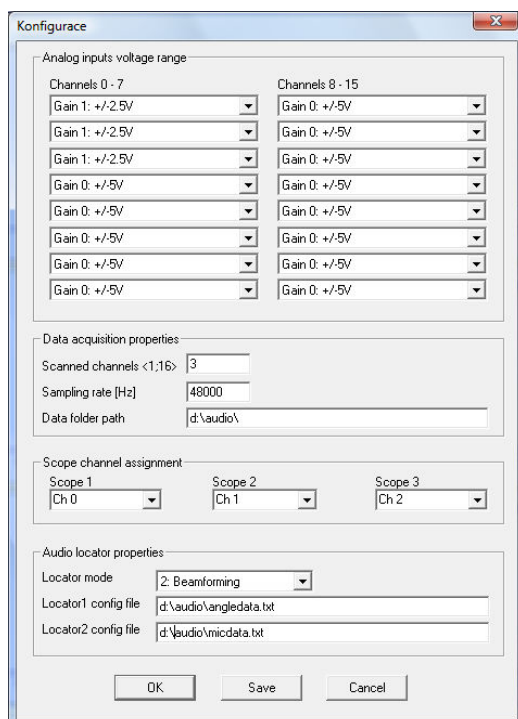 Konfigurace
Analog inputs voltage range
Channels 0 - 7
Channels 8 - 15
Gain 1: +/-2.5V
Gain 0: +/-5V
Gain 1: +/-2.5V
Gain 0: +/-5V
Gain 1: +/-2.5V
Gain 0: +/-5V
Gain 0: +/-5V
Gain 0: +/-5V
Gain 0: +/-5V
Gain 0: +/-5V
Gain 0: +/-5V
Gain 0: +/-5V
Gain 0: +/-5V
Gain 0: +/-5V
Gain 0: +/-5V
Gain 0: +/-5V
Data acquisition properties
Scanned channels <1;16> 3
Sampling rate [Hz] 48000
Data folder path d:\audio\
Scope channel assignment
Scope 1 Scope 2 Scope 3
Ch 0 Ch 1 Ch 2
Audio locator properties
Locator mode 2: Beamforming
Locator1 config file d:\audio\angledata.txt
Locator2 config file d:\audio\micdata.txt
OK Save Cancel